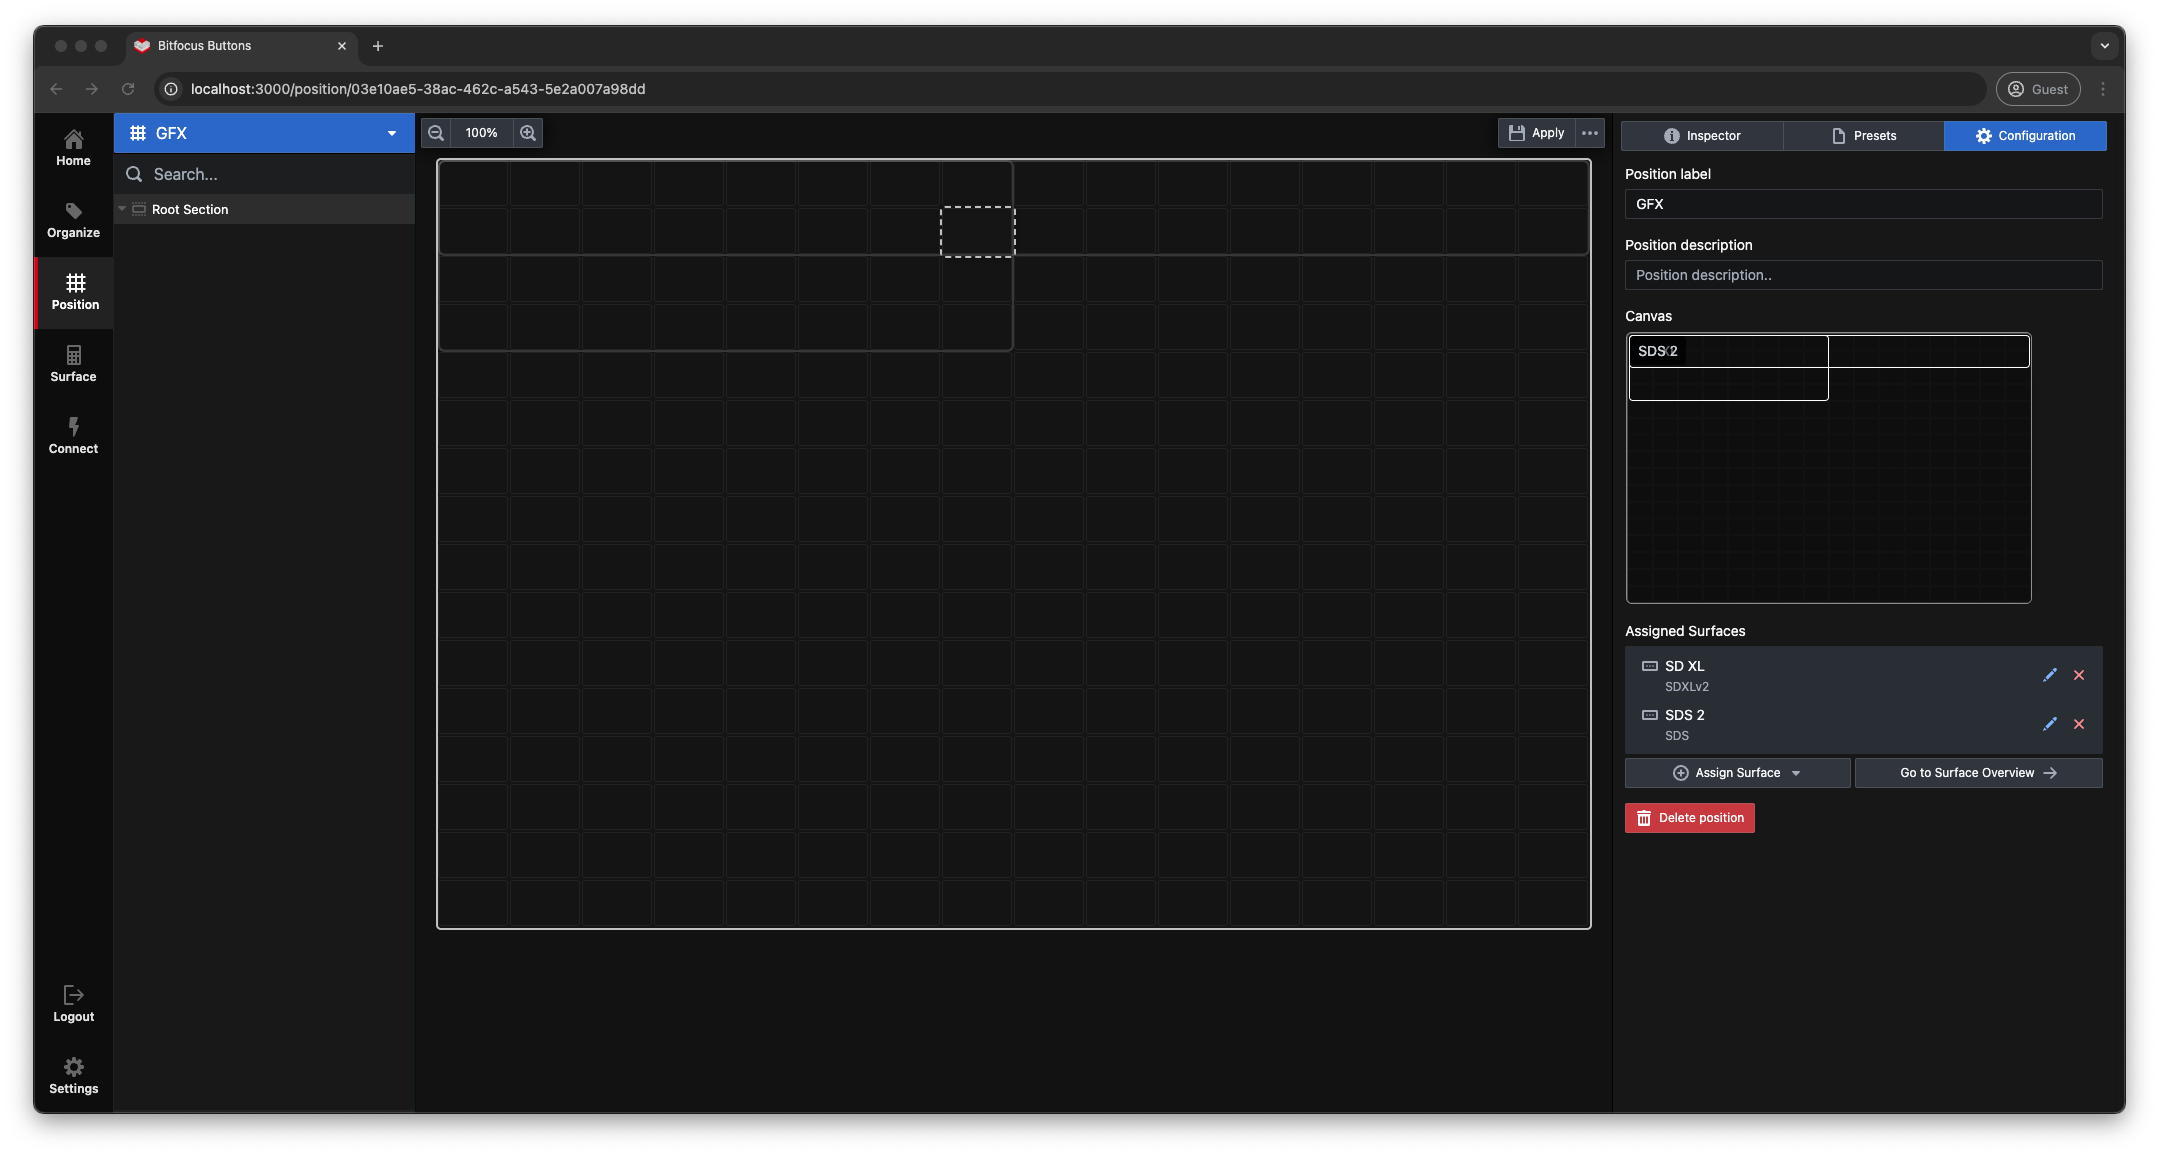 Bitfocus Buttons
localhost:3000/position/03e10ae5-38ac-462c-a543-5e2a007a98dd
Guest
Home
Organize
Position
Surface
Connect
Logout
Settings
GFX
Search...
Root Section
100%
Apply
Inspector
Presets
Configuration
Position label
GFX
Position description
Position description..
Canvas
SDS 2
Assigned Surfaces
SD XL
SDXLv2
SDS 2
SDS
Assign Surface
Go to Surface Overview
Delete position